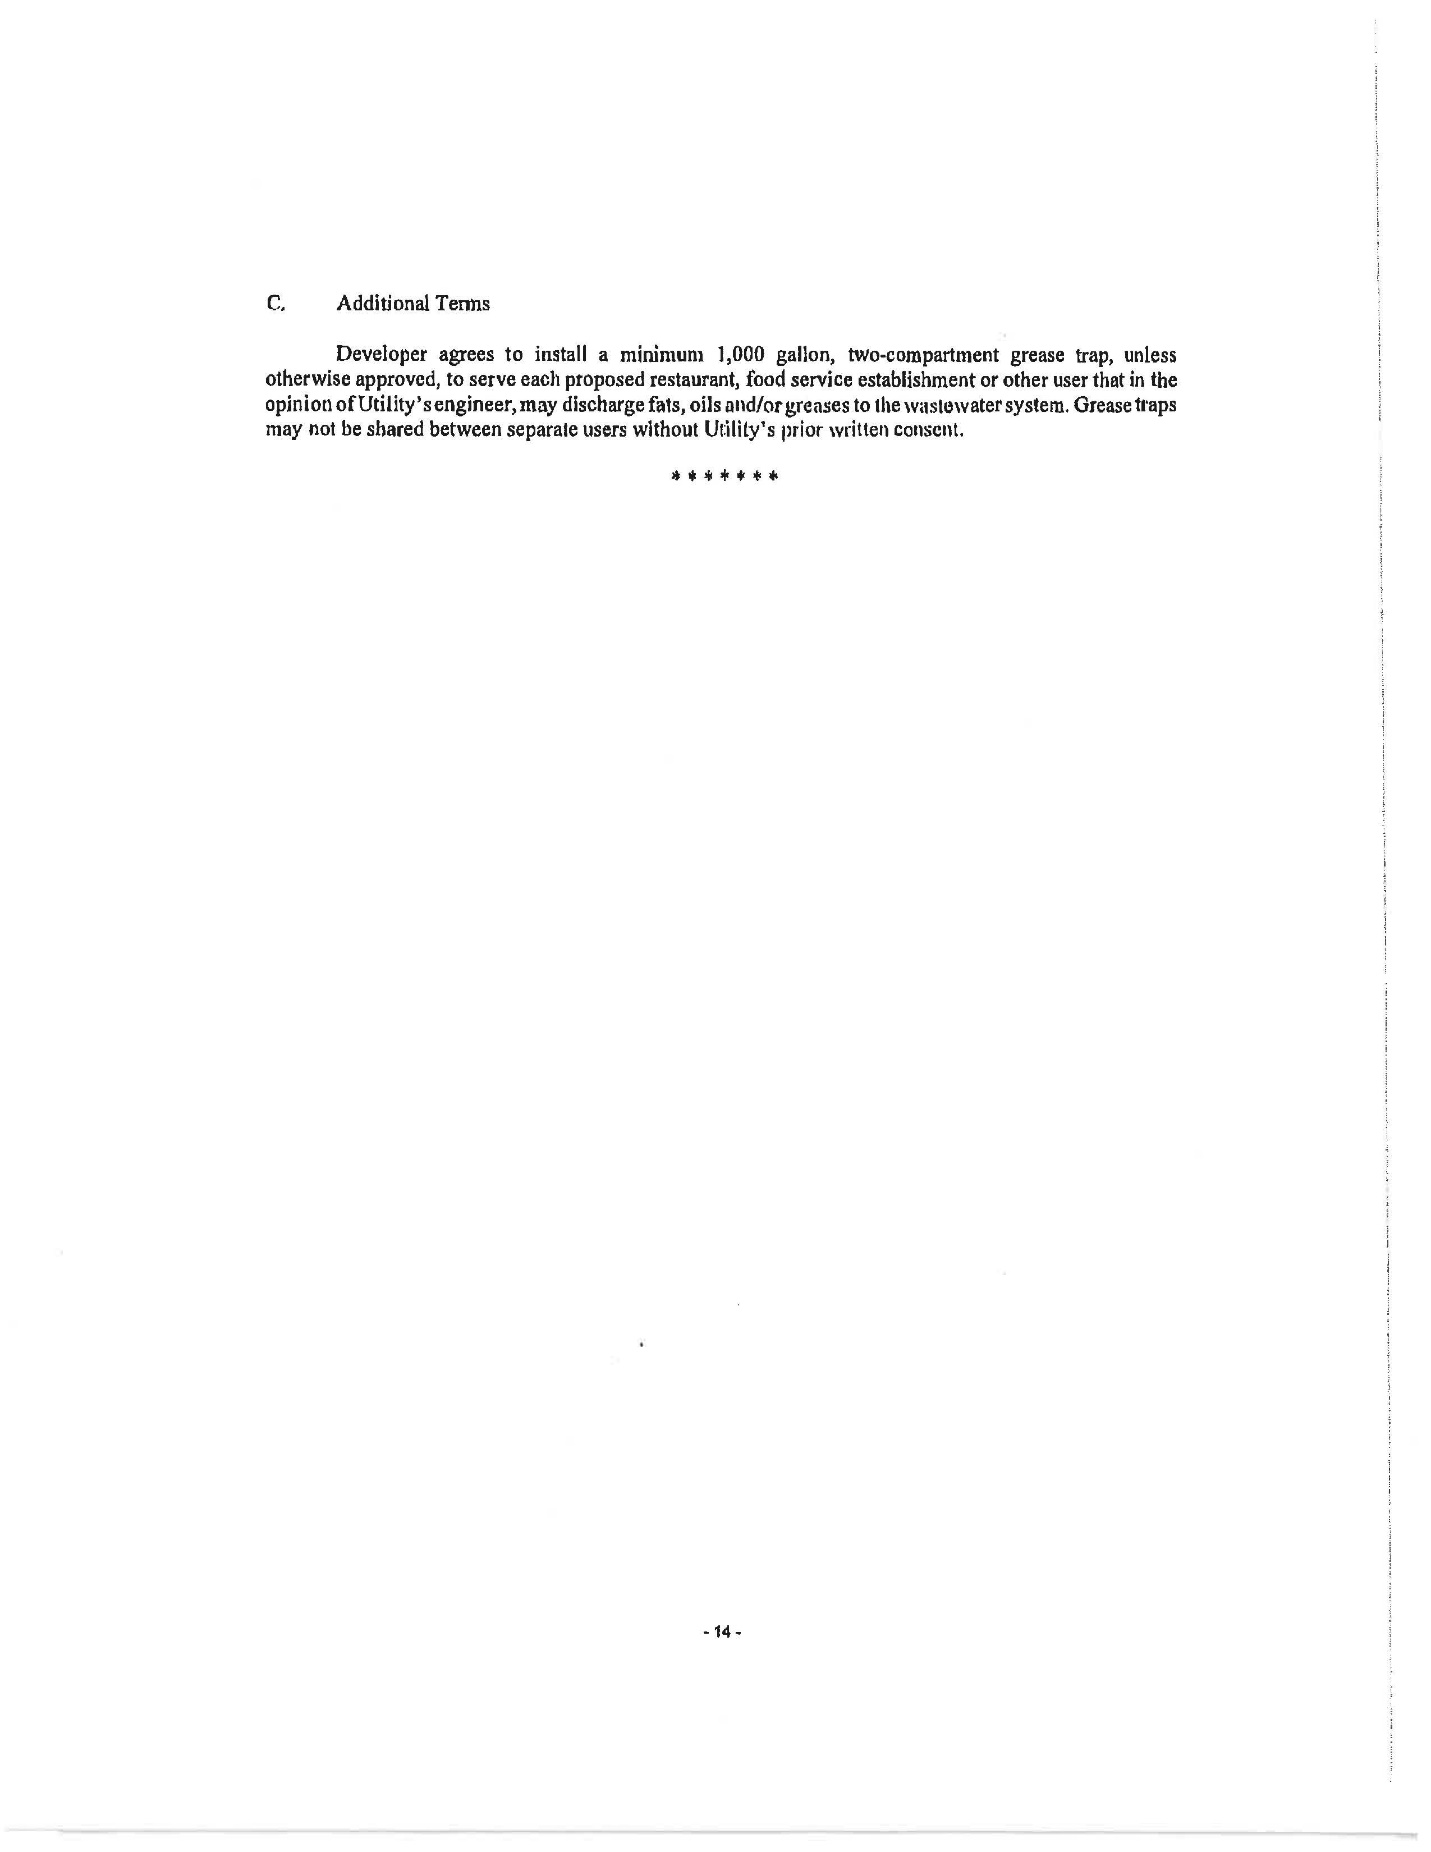 C. Additional Terms
Developer agrees to install a minimum 1,000 gallon, two-compartment grease trap, unless
otherwise approved, to serve each proposed restaurant, food service establishment or other user that in the
opinion of Utility's engineer, may discharge fats, oils and/or greases to the wastewater system. Grease traps
may not be shared between separate users without Utility's prior written consent.
* * * * * * *
- 14 -